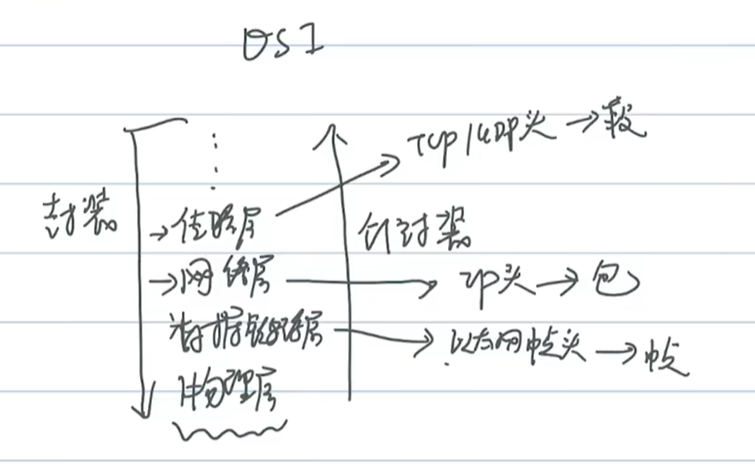 OSI
TCP/UDP头→段
封装
→传输层
解封装
→网络层
IP头→包
数据链路层
以太网帧头→帧
物理层